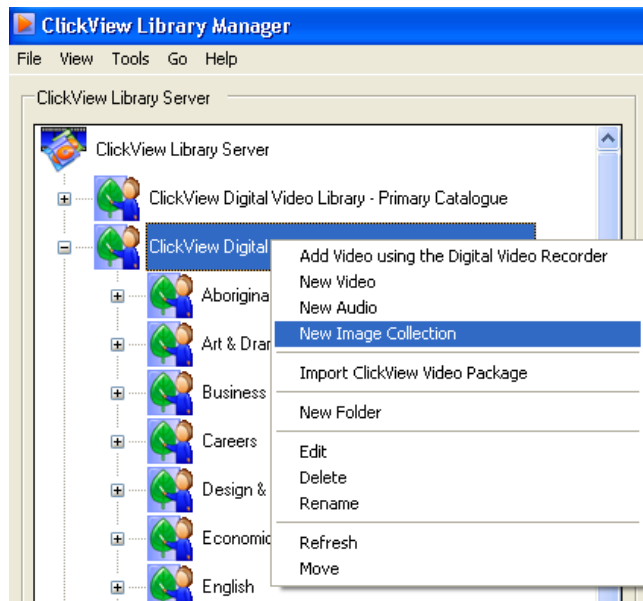 ClickView Library Manager
File View Tools Go Help
ClickView Library Server
ClickView Library Server
ClickView Digital Video Library - Primary Catalogue
ClickView Digital
Add Video using the Digital Video Recorder
New Video
New Audio
New Image Collection
Import ClickView Video Package
New Folder
Edit
Delete
Rename
Refresh
Move
Aborigina
Art & Drar
Business
Careers
Design &
Economic
English